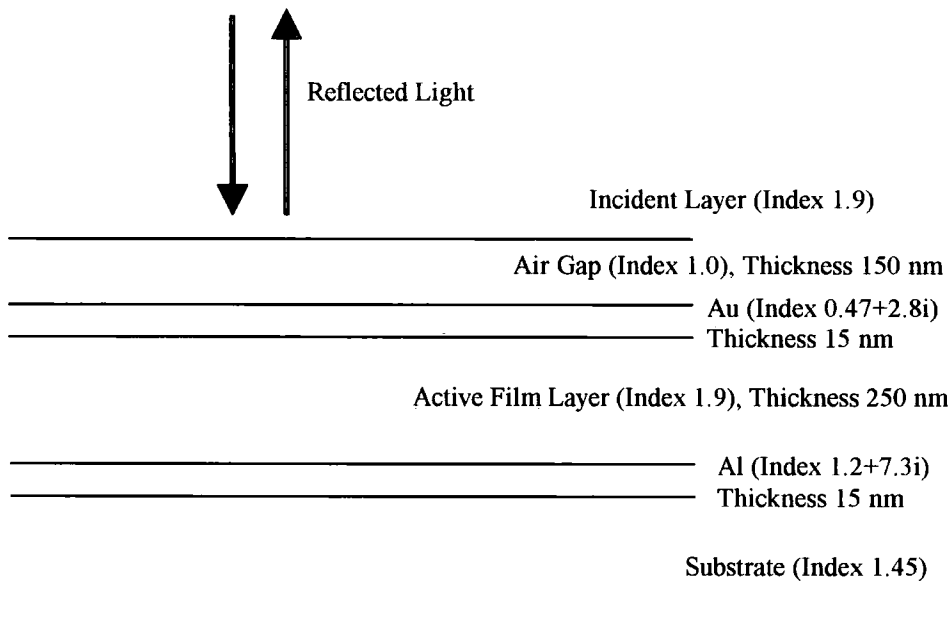 Reflected Light
Incident Layer (Index 1.9)
Air Gap (Index 1.0), Thickness 150 nm
Au (Index 0.47+2.8i)
Thickness 15 nm
Active Film Layer (Index 1.9), Thickness 250 nm
Al (Index 1.2+7.3i)
Thickness 15 nm
Substrate (Index 1.45)